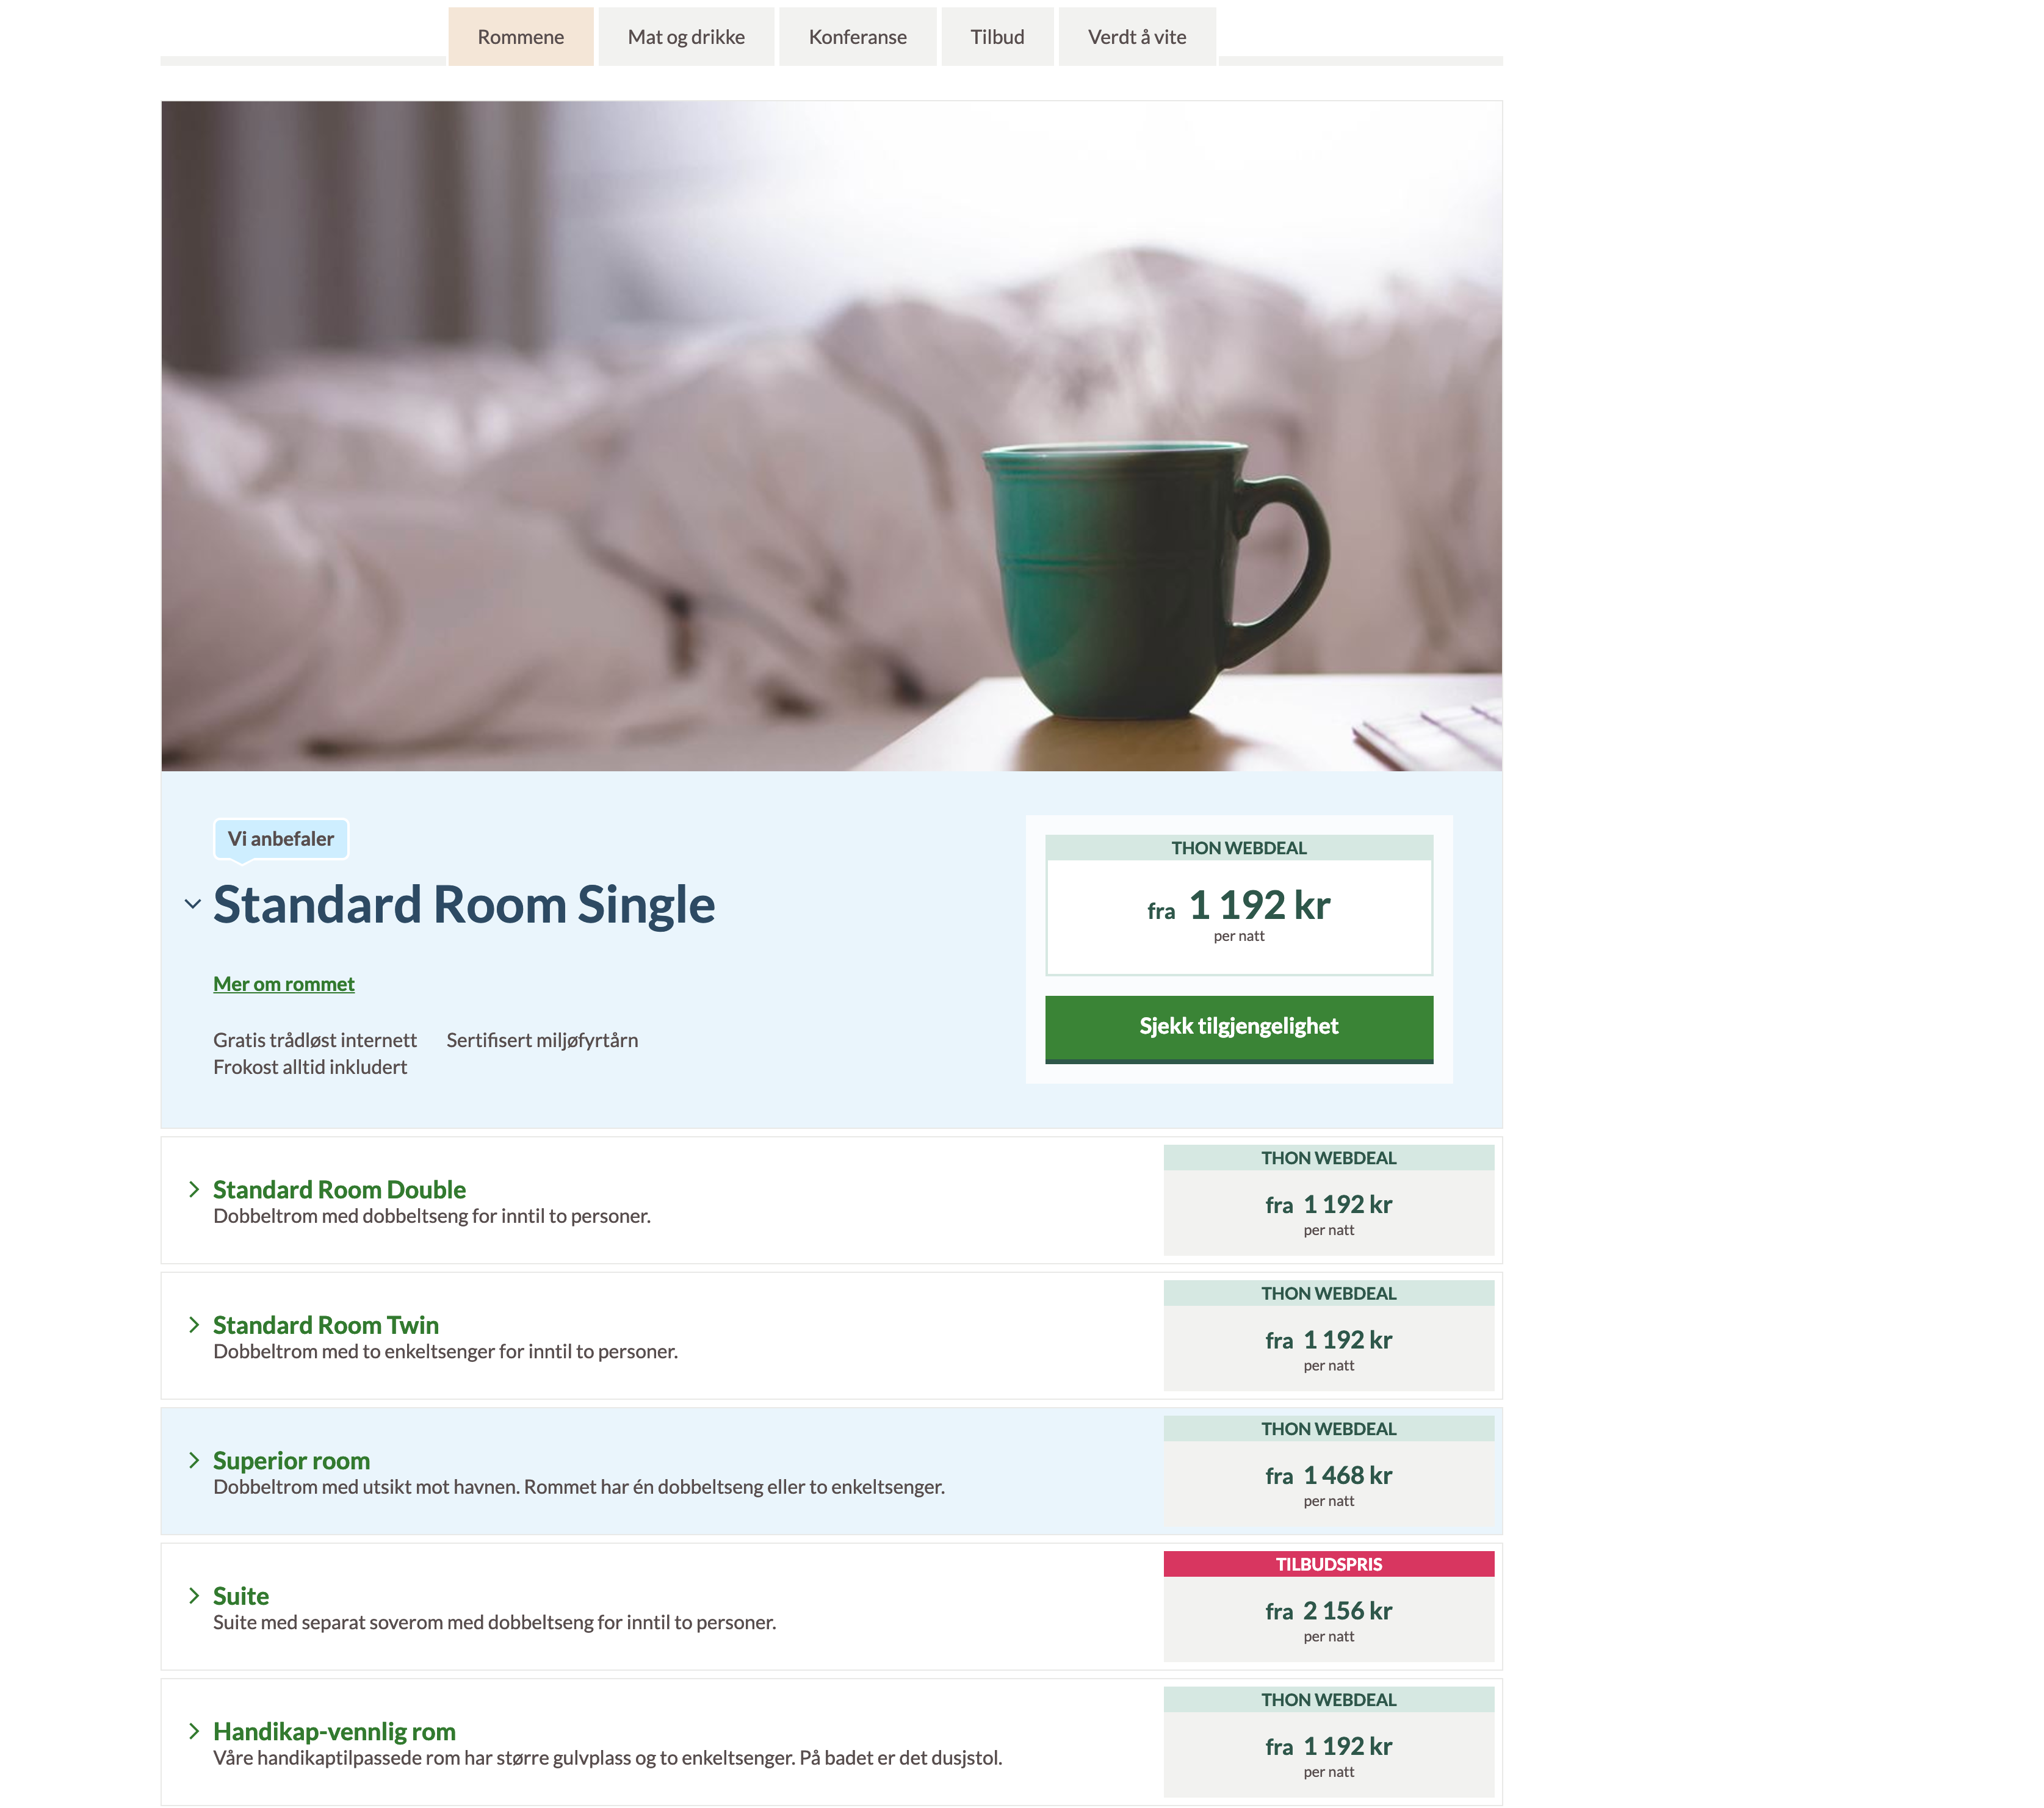 Rommene
Mat og drikke
Konferanse
Tilbud
Verdt å vite
Vi anbefaler
Standard Room Single
Mer om rommet
Gratis trådløst internett
Sertifisert miljøfyrtårn
Frokost alltid inkludert
THON WEBDEAL
fra 1 192 kr
per natt
Sjekk tilgjengelighet
Standard Room Double
Dobbeltrom med dobbeltseng for inntil to personer.
THON WEBDEAL
fra 1 192 kr
per natt
Standard Room Twin
Dobbeltrom med to enkeltsenger for inntil to personer.
THON WEBDEAL
fra 1 192 kr
per natt
Superior room
Dobbeltrom med utsikt mot havnen. Rommet har én dobbeltseng eller to enkeltsenger.
THON WEBDEAL
fra 1 468 kr
per natt
Suite
Suite med separat soverom med dobbeltseng for inntil to personer.
TILBUDSPRIS
fra 2 156 kr
per natt
Handikap-vennlig rom
Våre handikaptilpassede rom har større gulvplass og to enkeltsenger. På badet er det dusjstol.
THON WEBDEAL
fra 1 192 kr
per natt